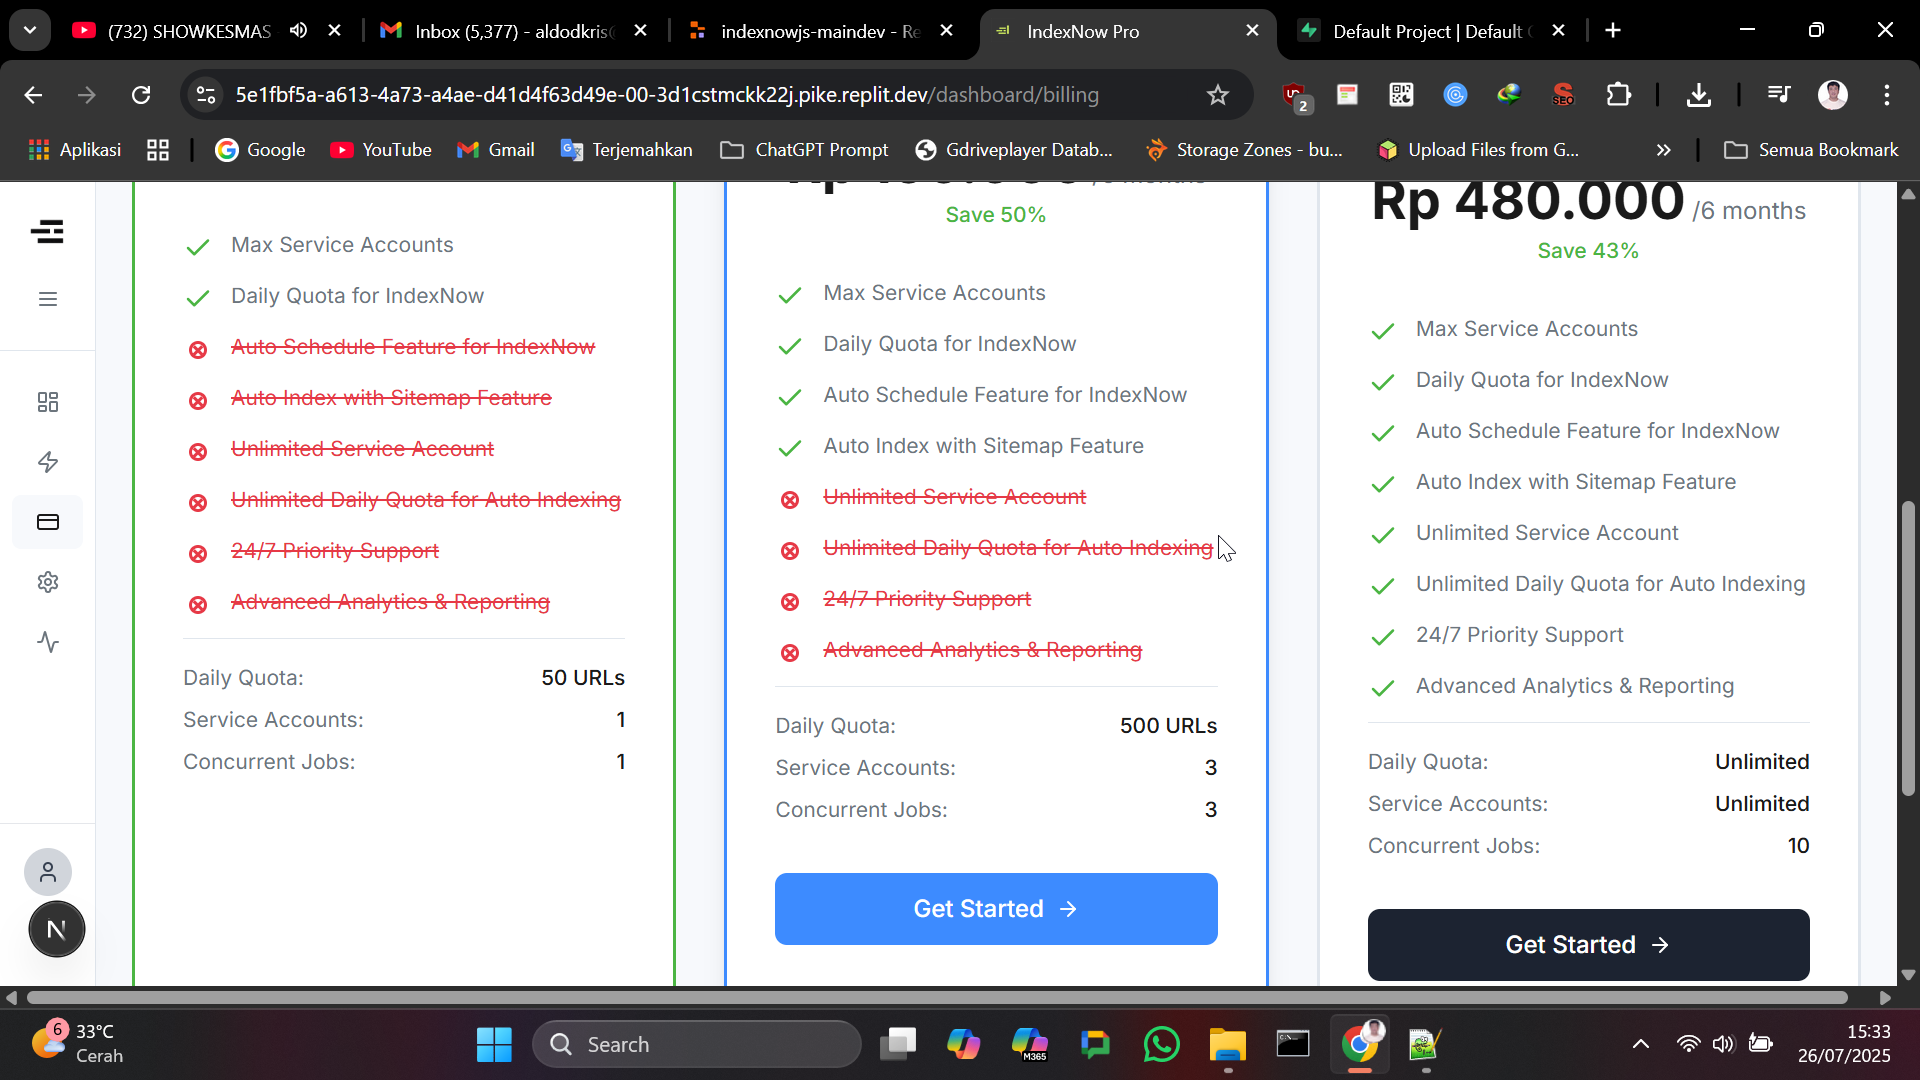 (732) SHOWKESMAS
Inbox (5,377) - aldodkris
indexnowjs-maindev - Re
IndexNow Pro
Default Project | Default
5e1fbf5a-a613-4a73-a4ae-d41d4f63d49e-00-3d1cstmckk22j.pike.replit.dev/dashboard/billing
2
SEO
Aplikasi
Google
YouTube
Gmail
Terjemahkan
ChatGPT Prompt
Gdriveplayer Datab...
Storage Zones - bu...
Upload Files from G...
Semua Bookmark
Max Service Accounts
Daily Quota for IndexNow
Auto Schedule Feature for IndexNow
Auto Index with Sitemap Feature
Unlimited Service Account
Unlimited Daily Quota for Auto Indexing
24/7 Priority Support
Advanced Analytics & Reporting
Daily Quota: 50 URLs
Service Accounts: 1
Concurrent Jobs: 1
Save 50%
Max Service Accounts
Daily Quota for IndexNow
Auto Schedule Feature for IndexNow
Auto Index with Sitemap Feature
Unlimited Service Account
Unlimited Daily Quota for Auto Indexing
24/7 Priority Support
Advanced Analytics & Reporting
Daily Quota: 500 URLs
Service Accounts: 3
Concurrent Jobs: 3
Get Started
Rp 480.000 /6 months
Save 43%
Max Service Accounts
Daily Quota for IndexNow
Auto Schedule Feature for IndexNow
Auto Index with Sitemap Feature
Unlimited Service Account
Unlimited Daily Quota for Auto Indexing
24/7 Priority Support
Advanced Analytics & Reporting
Daily Quota: Unlimited
Service Accounts: Unlimited
Concurrent Jobs: 10
Get Started
N
6
33°C
Cerah
Search
M365
15:33
26/07/2025